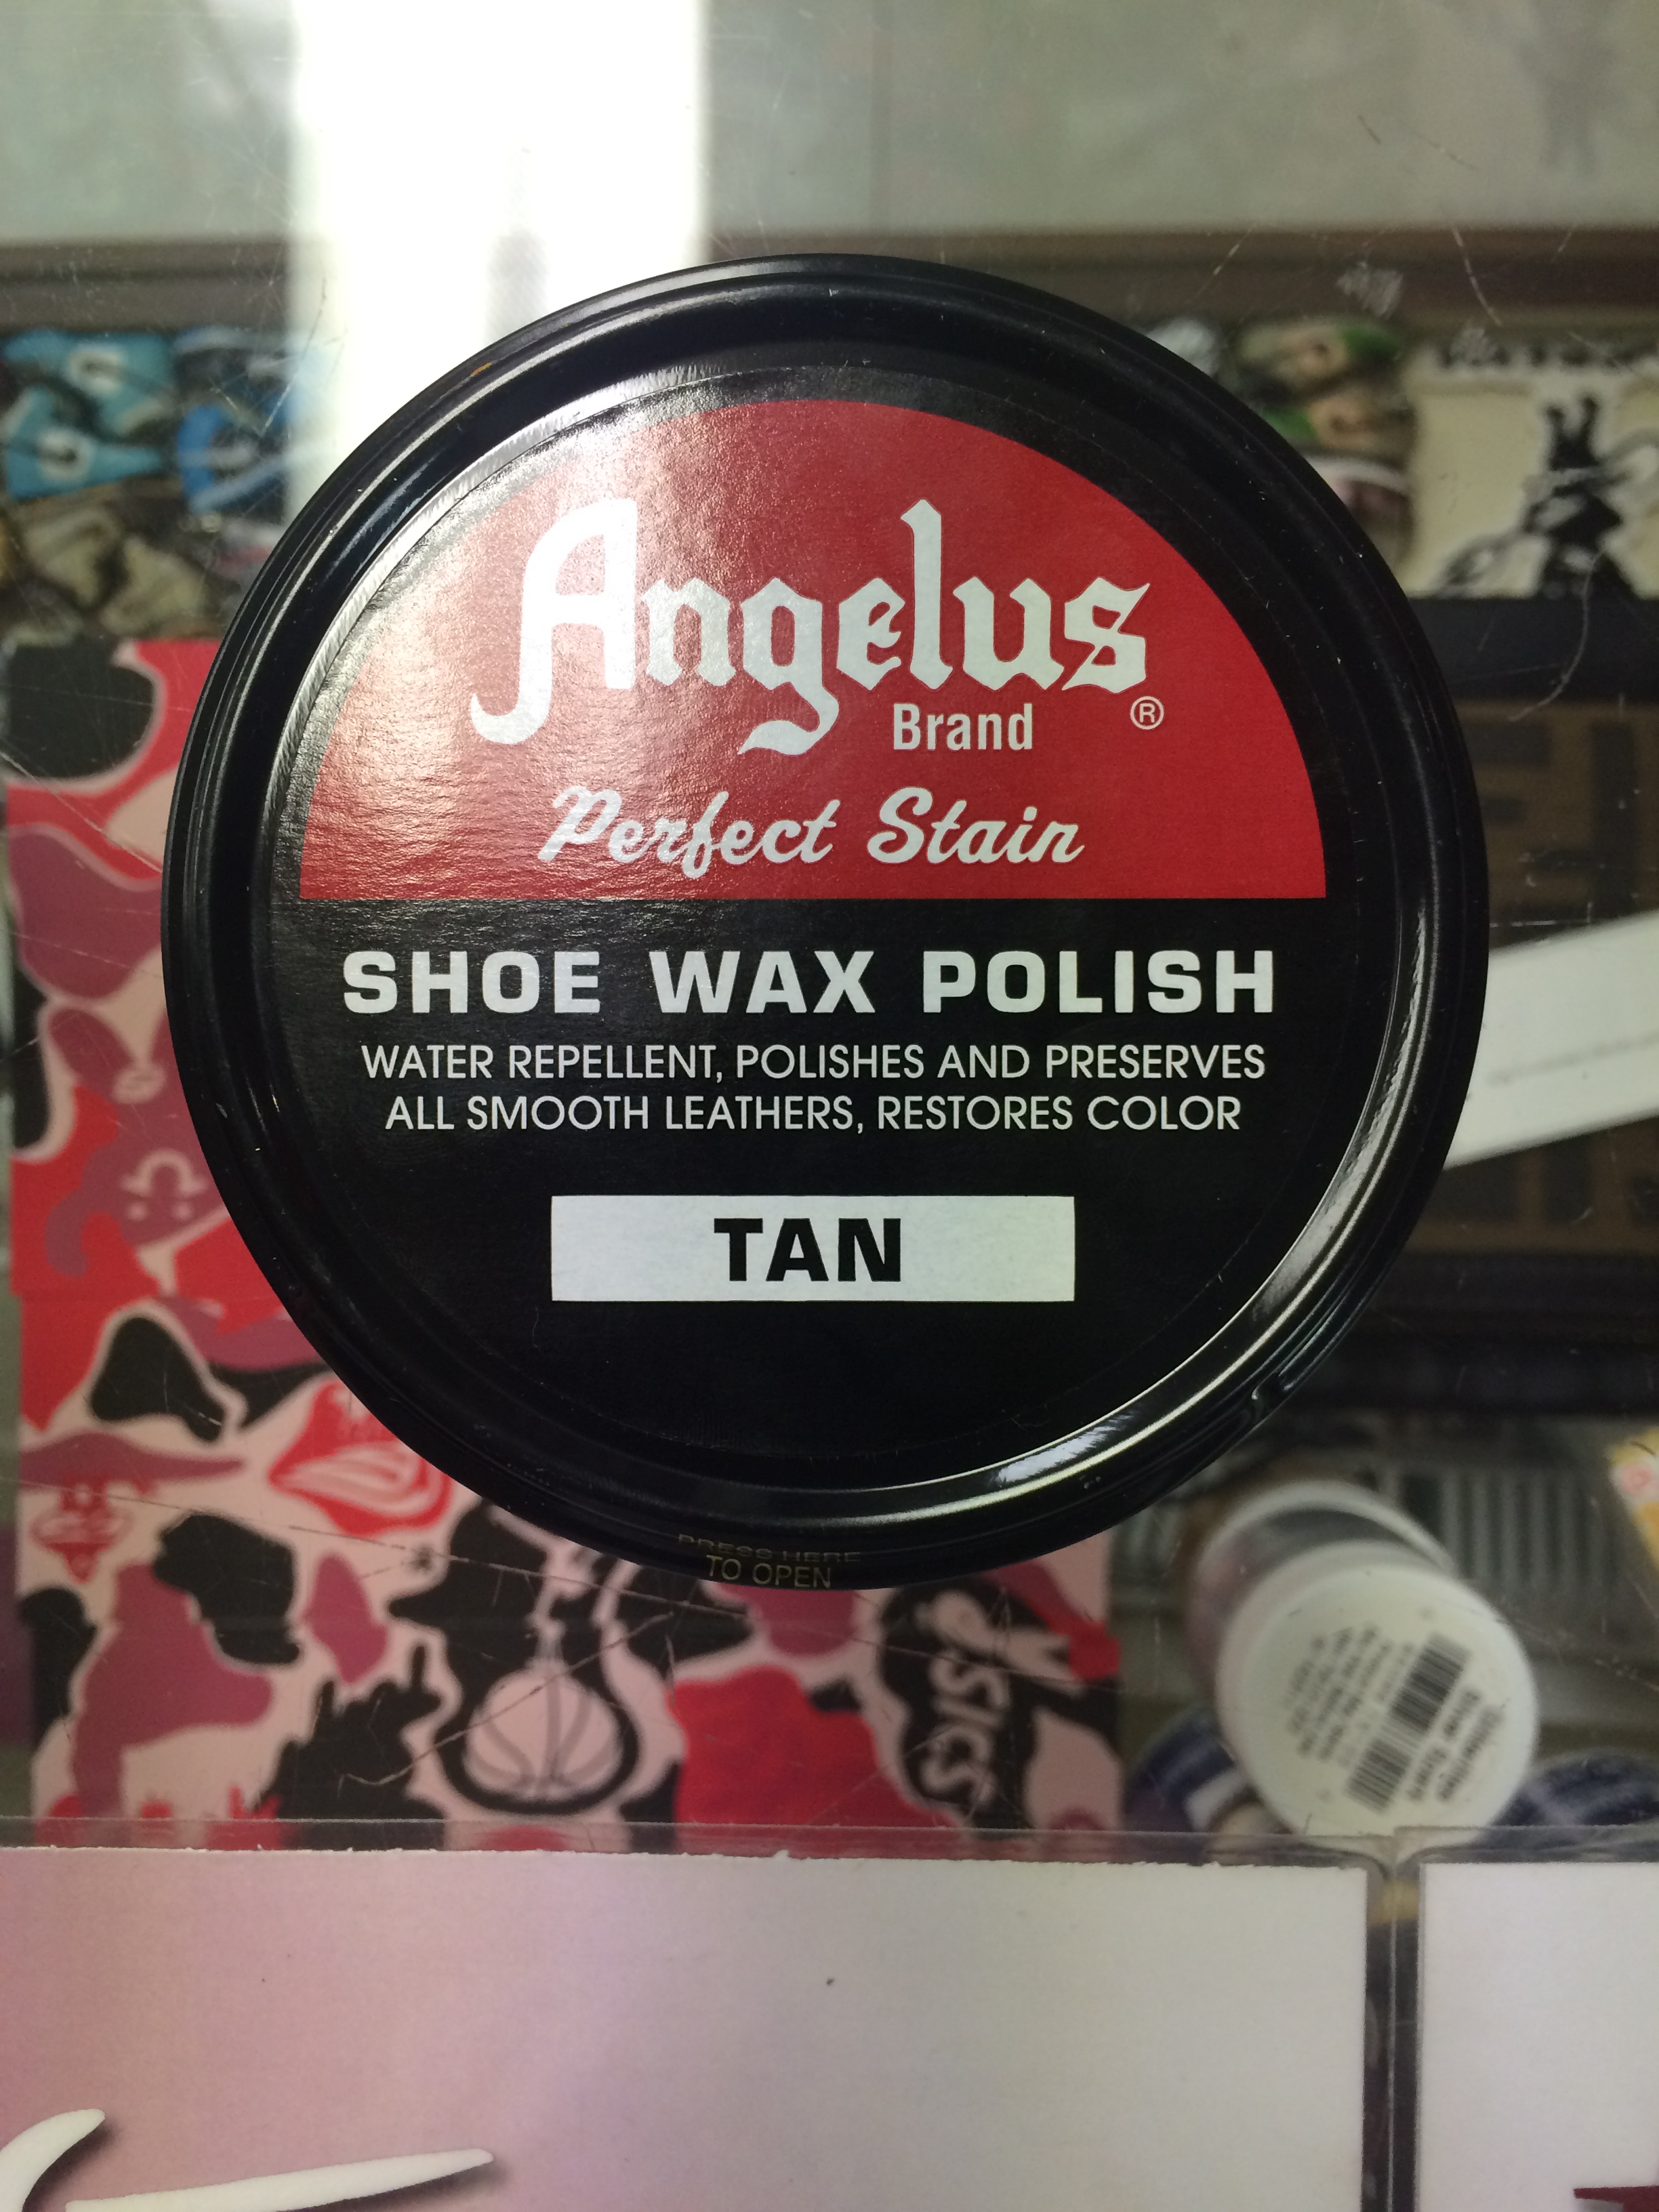 Angelus
Brand ®
Perfect Stain
SHOE WAX POLISH
WATER REPELLENT, POLISHES AND PRESERVES
ALL SMOOTH LEATHERS, RESTORES COLOR
TAN
PRESS HERE
TO OPEN